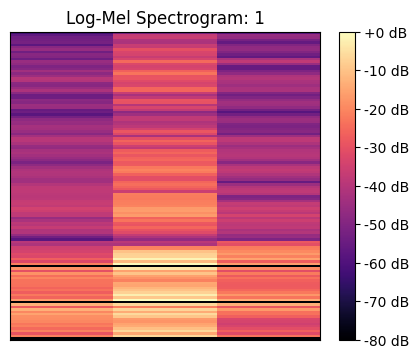 Log-Mel Spectrogram: 1
+0 dB
-10 dB
-20 dB
-30 dB
-40 dB
-50 dB
-60 dB
-70 dB
-80 dB